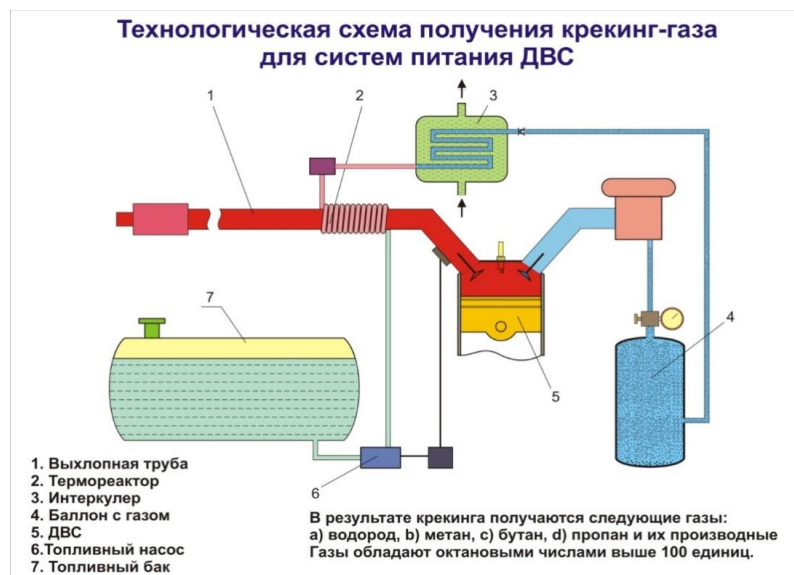 Технологическая схема получения крекинг-газа
для систем питания ДВС
1
2
3
7
4
5
6
1. Выхлопная труба
2. Термореактор
3. Интеркулер
4. Баллон с газом
5. ДВС
6.Топливный насос
7. Топливный бак
В результате крекинга получаются следующие газы:
a) водород, b) метан, c) бутан, d) пропан и их производные
Газы обладают октановыми числами выше 100 единиц.